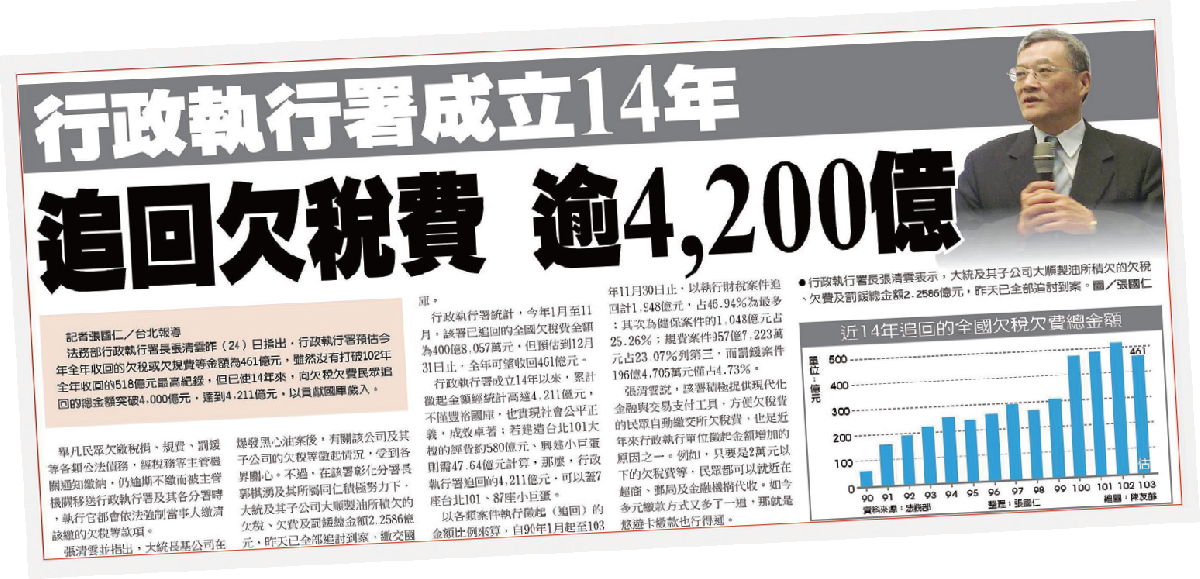 行政執行署成立14年
追回欠稅費 逾4,200億
記者張國仁／台北報導
法務部行政執行署長張清雲昨（24）日指出，行政執行署預估今
年全年收回的欠稅或欠規費等金額為461億元，雖然沒有打破102年
全年收回的518億元最高紀錄，但已使14年來，向欠稅欠費民眾追
回的總金額突破4,000億元，達到4,211億元，以貢獻國庫歲入。
舉凡民眾欠繳稅捐、規費、罰鍰
等各類公法債務，經稅務等主管機
關通知繳納，仍逾期不繳而被主管
機關移送行政執行署及其各分署時
，執行官都會依法強制當事人繳清
該繳的欠稅等款項。
張清雲並指出，大統長基公司在
爆發黑心油案後，有關該公司及其
子公司的欠稅等徵起情況，受到各
界關心。不過，在該署彰化分署長
郭棋湧及其所屬同仁積極努力下，
大統及其子公司大順製油所積欠的
欠稅、欠費及罰鍰總金額2.2586億
元，昨天已全部追討到案、繳交國
庫。
行政執行署統計，今年1月至11
月，該署已追回的全國欠稅費金額
為400億8,057萬元，但預估到12月
31日止，全年可望收回461億元。
行政執行署成立14年以來，累計
徵起金額經統計高達4,211億元，
不僅豐裕國庫，也實現社會公平正
義，成效卓著；若建造台北101大
樓的經費約580億元、興建小巨蛋
則需47.64億元計算，那麼，行政
執行署追回的4,211億元，可以蓋7
座台北101、87座小巨蛋。
以各類案件執行徵起（追回）的
金額比例來算，自90年1月起至103
年11月30日止，以執行財稅案件追
回計1,948億元，占46.94%為最多
；其次為健保案件的1,048億元占
25.26%；規費案件957億7,223萬
元占23.07%列第三，而罰鍰案件
196億4,705萬元僅占4.73%。
張清雲說，該署積極提供現代化
金融與交易支付工具，方便欠稅費
的民眾自動繳交所欠稅費，也是近
年來行政執行單位徵起金額增加的
原因之一。例如，只要是2萬元以
下的欠稅費等，民眾都可以就近在
超商、郵局及金融機構代收。如今
多元繳款方式又多了一道，那就是
悠遊卡繳款也行得通。
●行政執行署長張清雲表示，大統及其子公司大順製油所積欠的欠稅
、欠費及罰鍰總金額2.2586億元，昨天已全部追討到案。圖／張國仁
近14年追回的全國欠稅欠費總金額
單位：億元
500
400
300
200
100
0
461
估
90 91 92 93 94 95 96 97 98 99 100 101 102 103
資料來源：法務部 整理：張國仁 繪圖：陳友齡